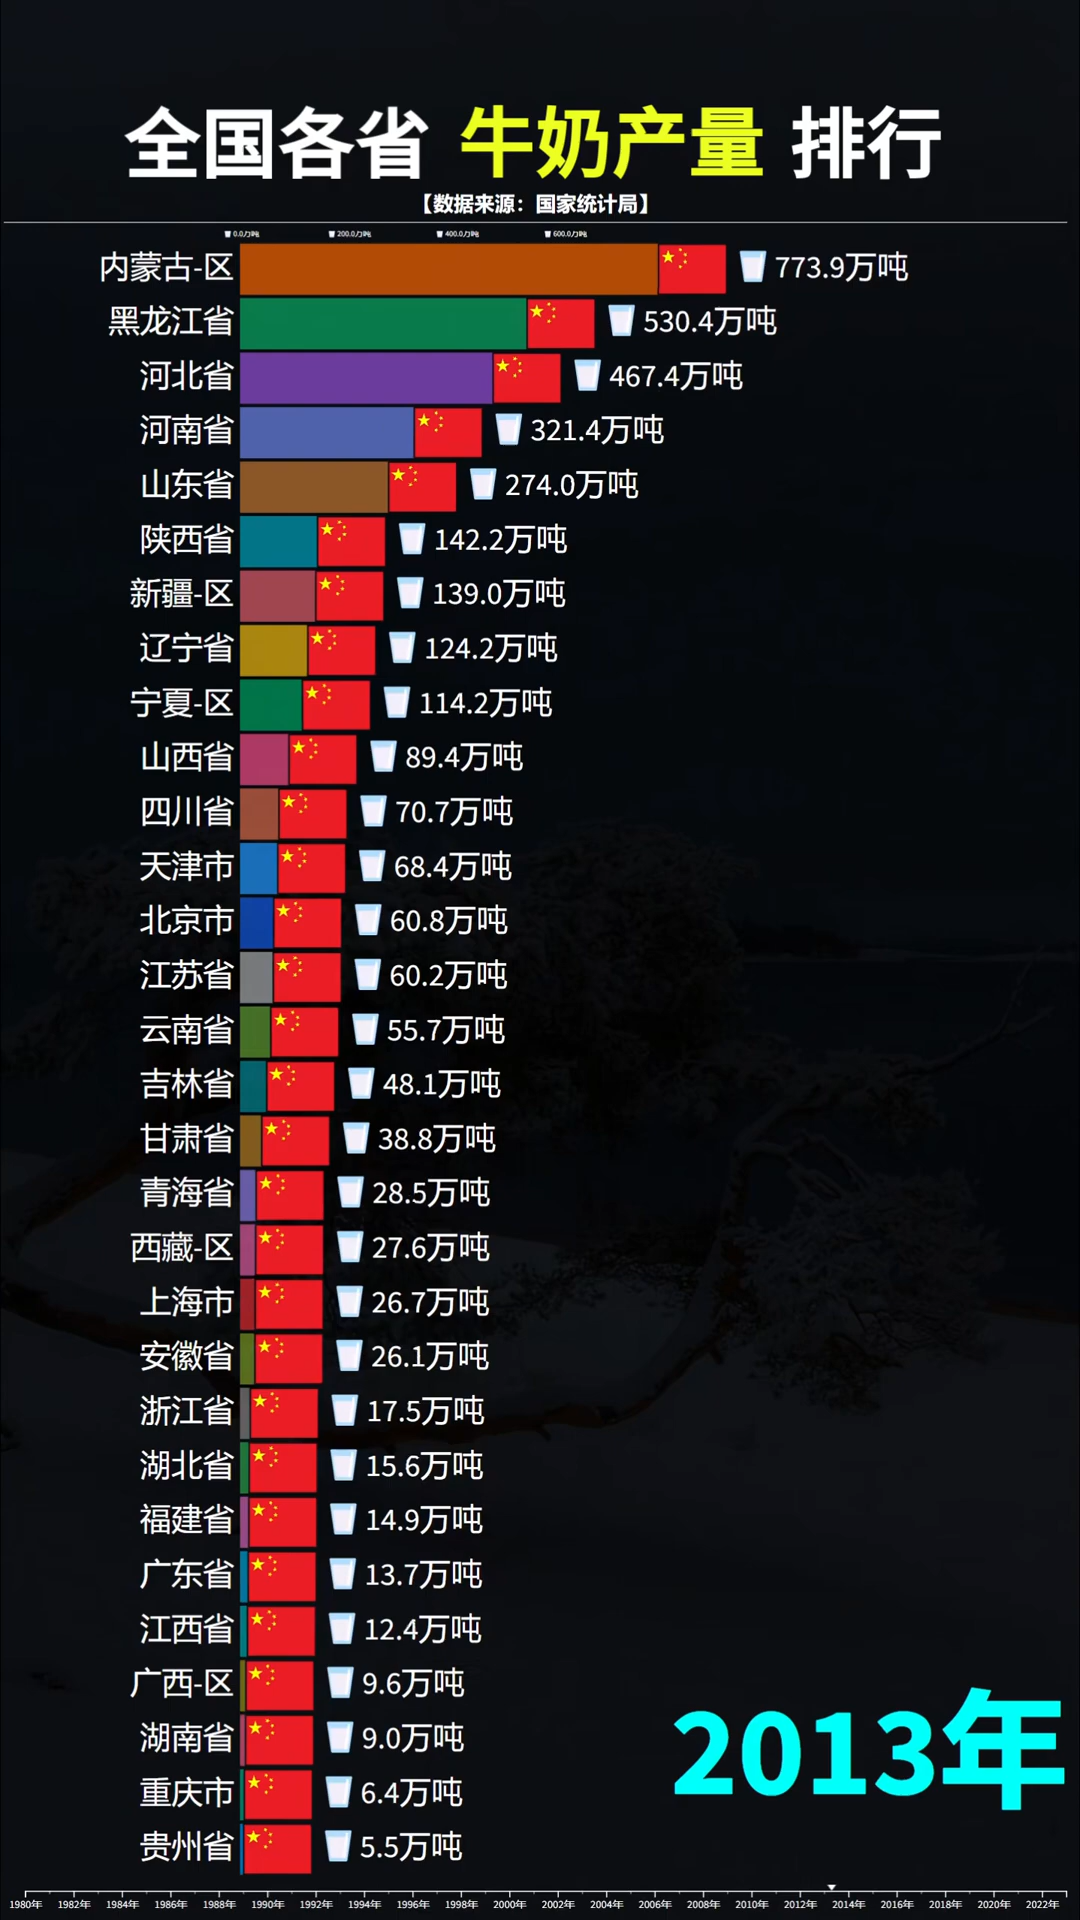 全国各省 牛奶产量 排行
【数据来源：国家统计局】
0.0万吨 200.0万吨 400.0万吨 600.0万吨
内蒙古-区 773.9万吨
黑龙江省 530.4万吨
河北省 467.4万吨
河南省 321.4万吨
山东省 274.0万吨
陕西省 142.2万吨
新疆-区 139.0万吨
辽宁省 124.2万吨
宁夏-区 114.2万吨
山西省 89.4万吨
四川省 70.7万吨
天津市 68.4万吨
北京市 60.8万吨
江苏省 60.2万吨
云南省 55.7万吨
吉林省 48.1万吨
甘肃省 38.8万吨
青海省 28.5万吨
西藏-区 27.6万吨
上海市 26.7万吨
安徽省 26.1万吨
浙江省 17.5万吨
湖北省 15.6万吨
福建省 14.9万吨
广东省 13.7万吨
江西省 12.4万吨
广西-区 9.6万吨
湖南省 9.0万吨
重庆市 6.4万吨
贵州省 5.5万吨
2013年
1980年 1982年 1984年 1986年 1988年 1990年 1992年 1994年 1996年 1998年 2000年 2002年 2004年 2006年 2008年 2010年 2012年 2014年 2016年 2018年 2020年 2022年